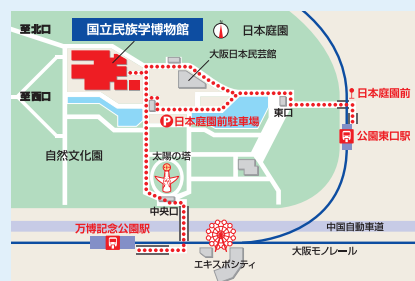 至北口
国立民族学博物館
日本庭園
大阪日本民芸館
至西口
日本庭園前
P日本庭園前駐車場
東口
公園東口駅
自然文化園
太陽の塔
中央口
万博記念公園駅
中国自動車道
大阪モノレール
エキスポシティ